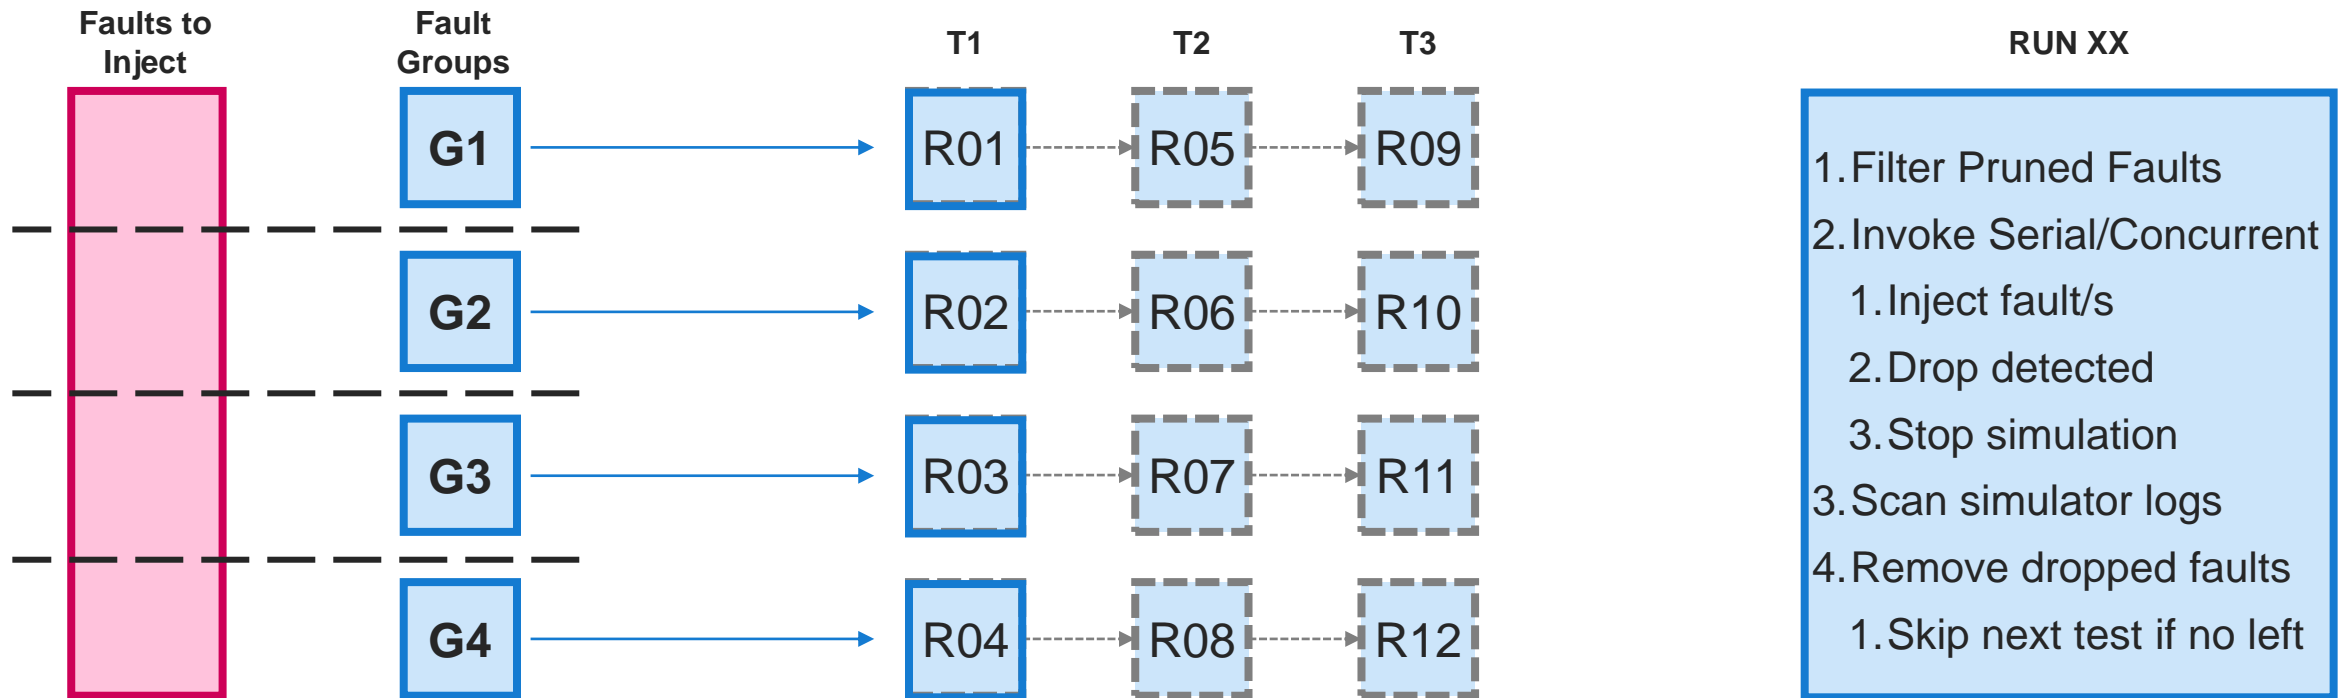 Faults to
Inject
Fault
Groups
T1
T2
T3
RUN XX
G1
R01
R05
R09
G2
R02
R06
R10
G3
R03
R07
R11
G4
R04
R08
R12
1.Filter Pruned Faults
2.Invoke Serial/Concurrent
1.Inject fault/s
2.Drop detected
3.Stop simulation
3.Scan simulator logs
4.Remove dropped faults
1.Skip next test if no left